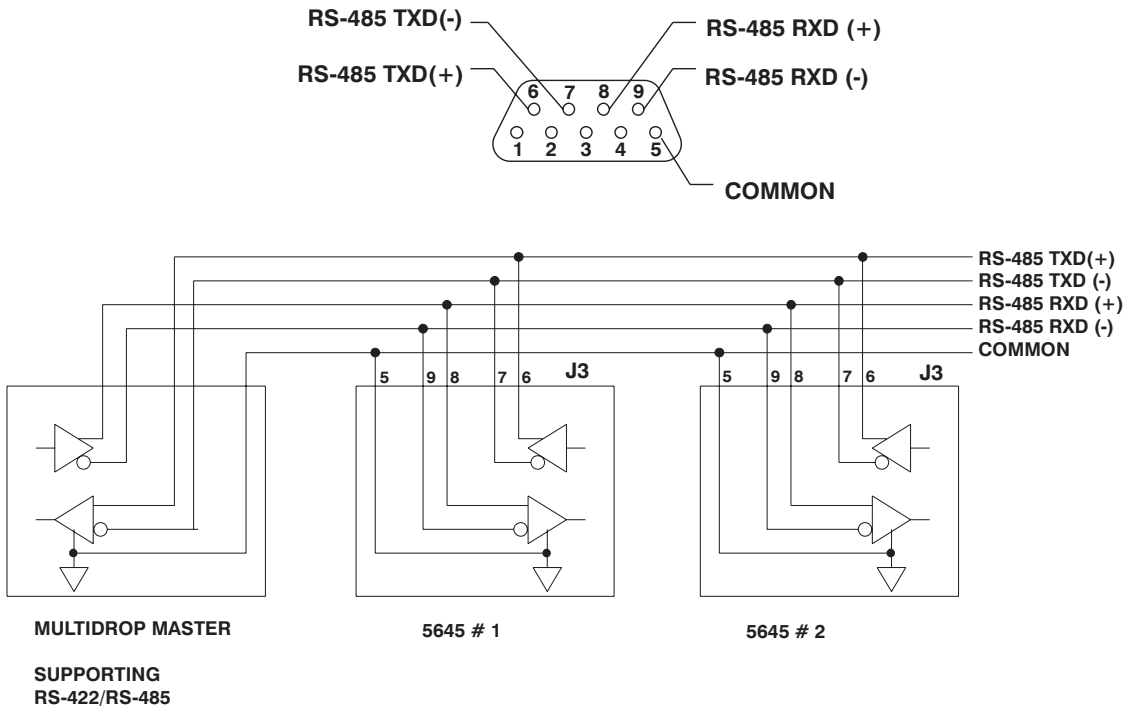 RS-485 TXD(-)
RS-485 RXD (+)
RS-485 TXD(+)
RS-485 RXD (-)
6 7 8 9
1 2 3 4 5
COMMON
RS-485 TXD(+)
RS-485 TXD (-)
RS-485 RXD (+)
RS-485 RXD (-)
COMMON
5 9 8 7 6 J3
5 9 8 7 6 J3
MULTIDROP MASTER
5645 # 1
5645 # 2
SUPPORTING
RS-422/RS-485